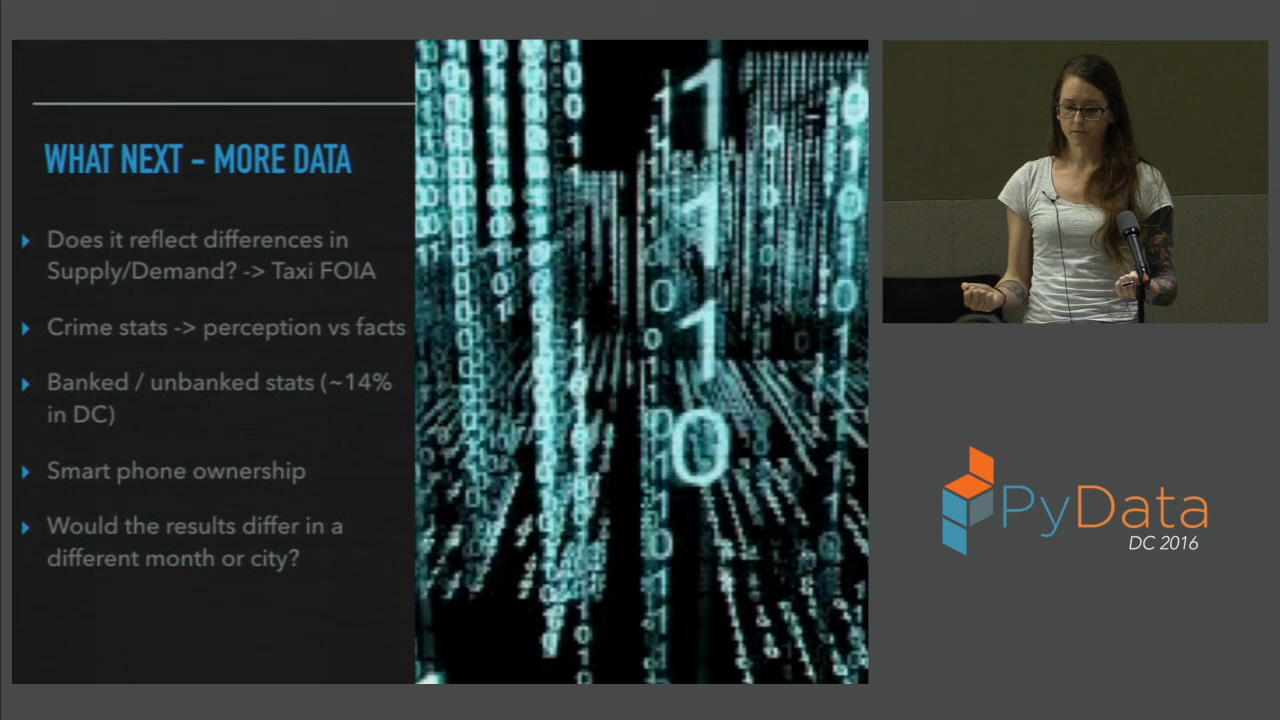 WHAT NEXT – MORE DATA
Does it reflect differences in
Supply/Demand? -> Taxi FOIA
Crime stats -> perception vs facts
Banked / unbanked stats (~14%
in DC)
Smart phone ownership
Would the results differ in a
different month or city?
PyData
DC 2016